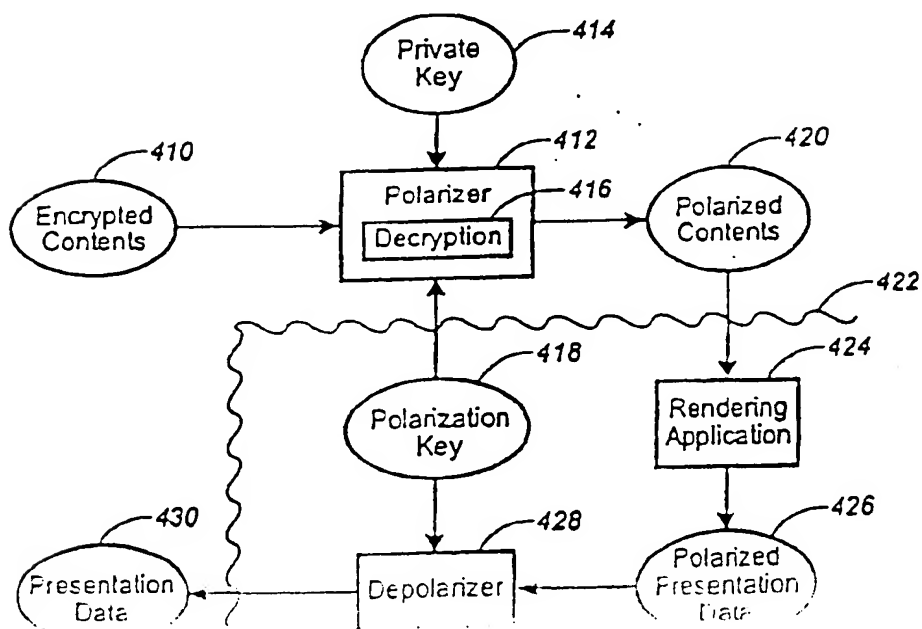 414
Private
Key
410
412
420
Polarizer
416
Encrypted
Contents
Decryption
Polarized
Contents
422
418
424
Polarization
Key
Rendering
Application
430
428
426
Presentation
Data
Depolarizer
Polarized
Presentation
Data